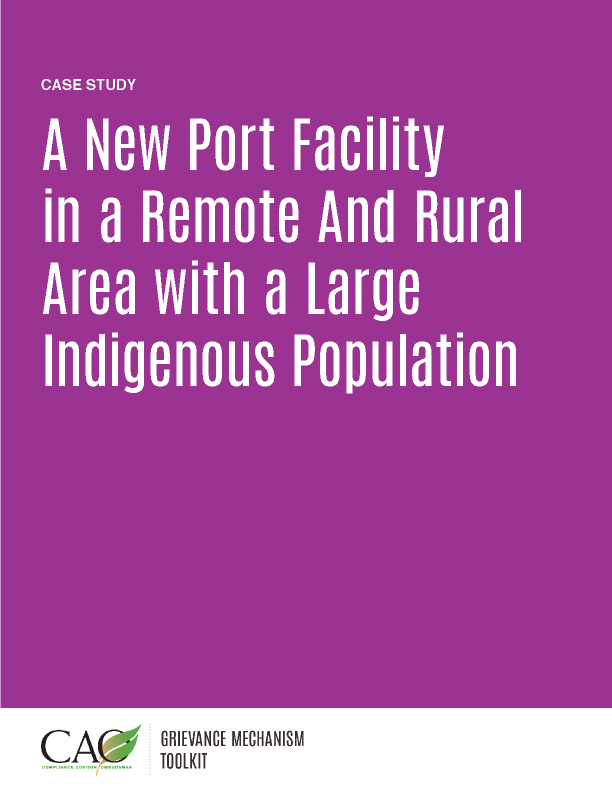 CASE STUDY
A New Port Facility
in a Remote And Rural
Area with a Large
Indigenous Population
CAO
COMPLIANCE ADVISOR OMBUDSMAN
GRIEVANCE MECHANISM
TOOLKIT